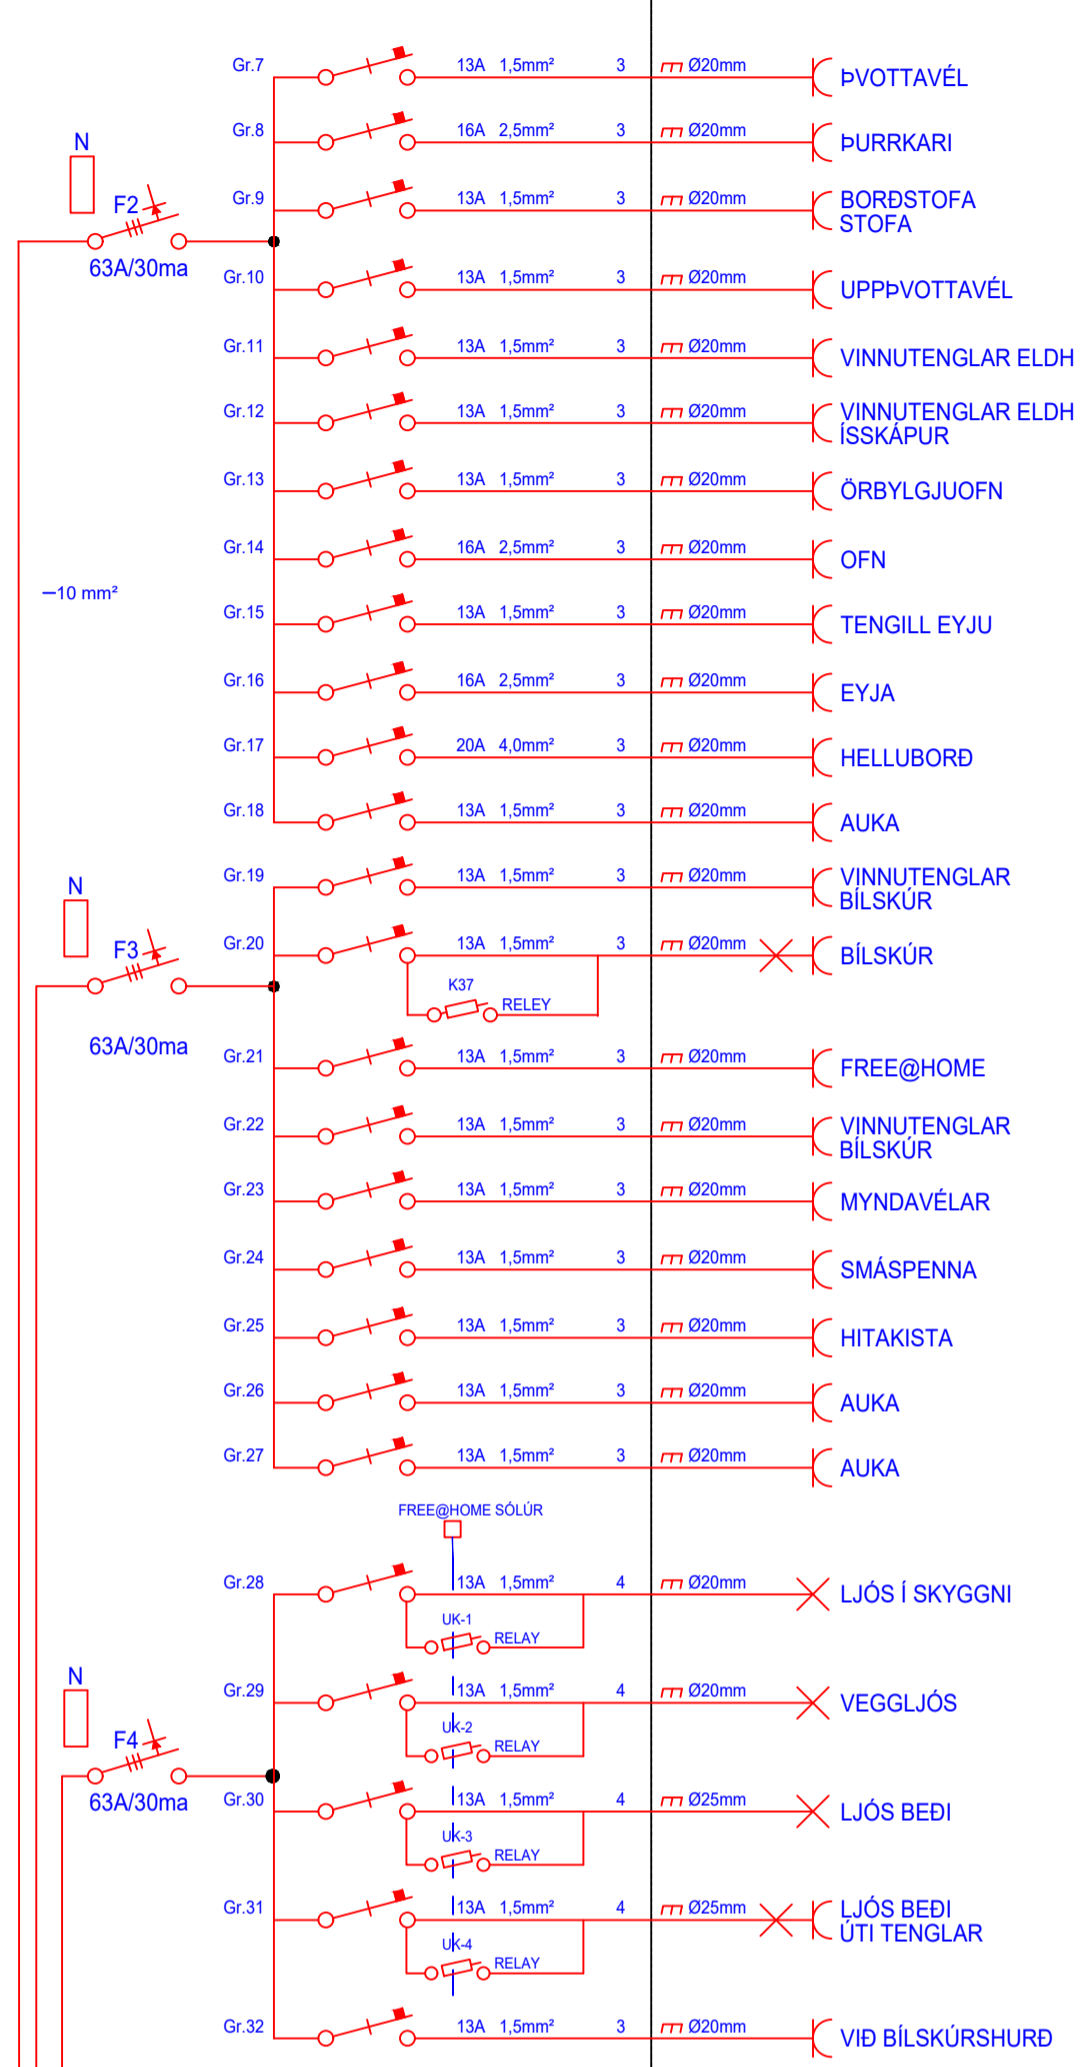 Gr.7 13A 1,5mm² 3 Ø20mm ÞVOTTAVÉL
Gr.8 16A 2,5mm² 3 Ø20mm ÞURRKARI
N
Gr.9 13A 1,5mm² 3 Ø20mm BORÐSTOFA
STOFA
F2
63A/30ma
Gr.10 13A 1,5mm² 3 Ø20mm UPPÞVOTTAVÉL
Gr.11 13A 1,5mm² 3 Ø20mm VINNUTENGLAR ELDH
Gr.12 13A 1,5mm² 3 Ø20mm VINNUTENGLAR ELDH
ÍSSKÁPUR
Gr.13 13A 1,5mm² 3 Ø20mm ÖRBYLGJUOFN
Gr.14 16A 2,5mm² 3 Ø20mm OFN
10 mm²
Gr.15 13A 1,5mm² 3 Ø20mm TENGILL EYJU
Gr.16 16A 2,5mm² 3 Ø20mm EYJA
Gr.17 20A 4,0mm² 3 Ø20mm HELLUBORÐ
Gr.18 13A 1,5mm² 3 Ø20mm AUKA
Gr.19 13A 1,5mm² 3 Ø20mm VINNUTENGLAR
BÍLSKÚR
N
F3
63A/30ma
Gr.20 13A 1,5mm² 3 Ø20mm BÍLSKÚR
K37
RELEY
Gr.21 13A 1,5mm² 3 Ø20mm FREE@HOME
Gr.22 13A 1,5mm² 3 Ø20mm VINNUTENGLAR
BÍLSKÚR
Gr.23 13A 1,5mm² 3 Ø20mm MYNDAVÉLAR
Gr.24 13A 1,5mm² 3 Ø20mm SMÁSPENNA
Gr.25 13A 1,5mm² 3 Ø20mm HITAKISTA
Gr.26 13A 1,5mm² 3 Ø20mm AUKA
Gr.27 13A 1,5mm² 3 Ø20mm AUKA
FREE@HOME SÓLÚR
Gr.28 13A 1,5mm² 4 Ø20mm LJÓS Í SKYGGNI
UK-1
RELAY
N
F4
63A/30ma
Gr.29 13A 1,5mm² 4 Ø20mm VEGGLJÓS
UK-2
RELAY
Gr.30 13A 1,5mm² 4 Ø25mm LJÓS BEÐI
UK-3
RELAY
Gr.31 13A 1,5mm² 4 Ø25mm LJÓS BEÐI
ÚTI TENGLAR
UK-4
RELAY
Gr.32 13A 1,5mm² 3 Ø20mm VIÐ BÍLSKÚRSHURÐ